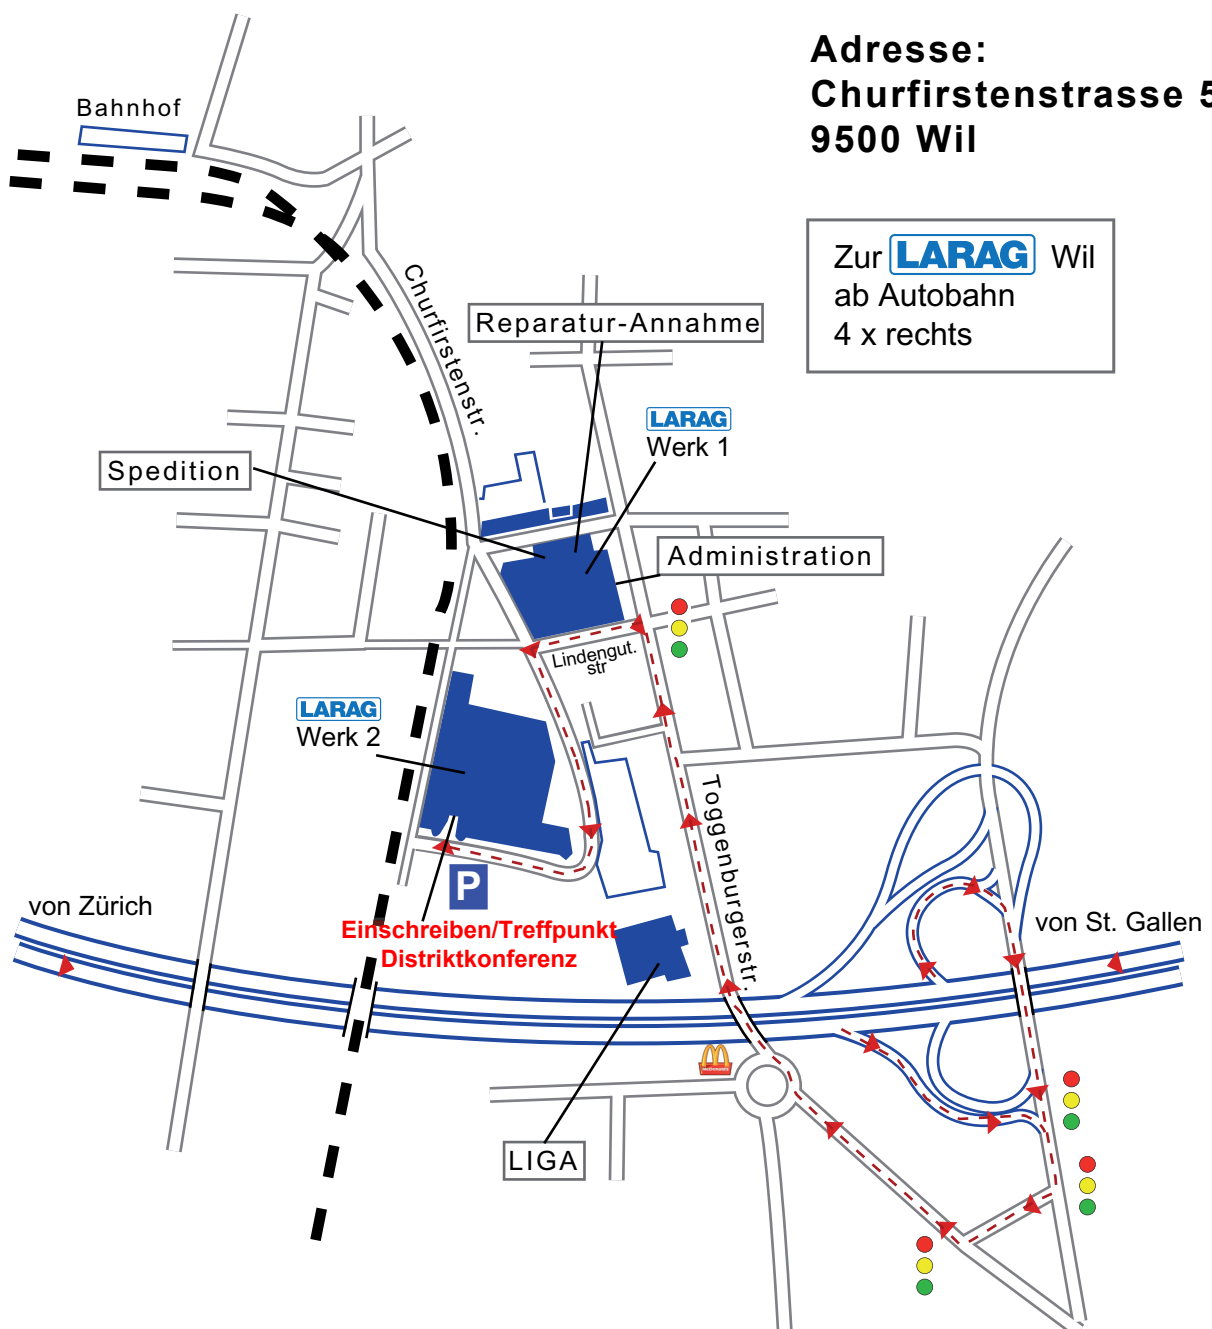 Adresse:
Churfirstenstrasse 5
9500 Wil
Bahnhof
Zur LARAG Wil
ab Autobahn
4 x rechts
Churfirstenstr.
Reparatur-Annahme
LARAG
Werk 1
Spedition
Administration
Lindengut.
str
LARAG
Werk 2
Toggenburgerstr.
P
von Zürich
von St. Gallen
Einschreiben/Treffpunkt
Distriktkonferenz
McDonald's
LIGA